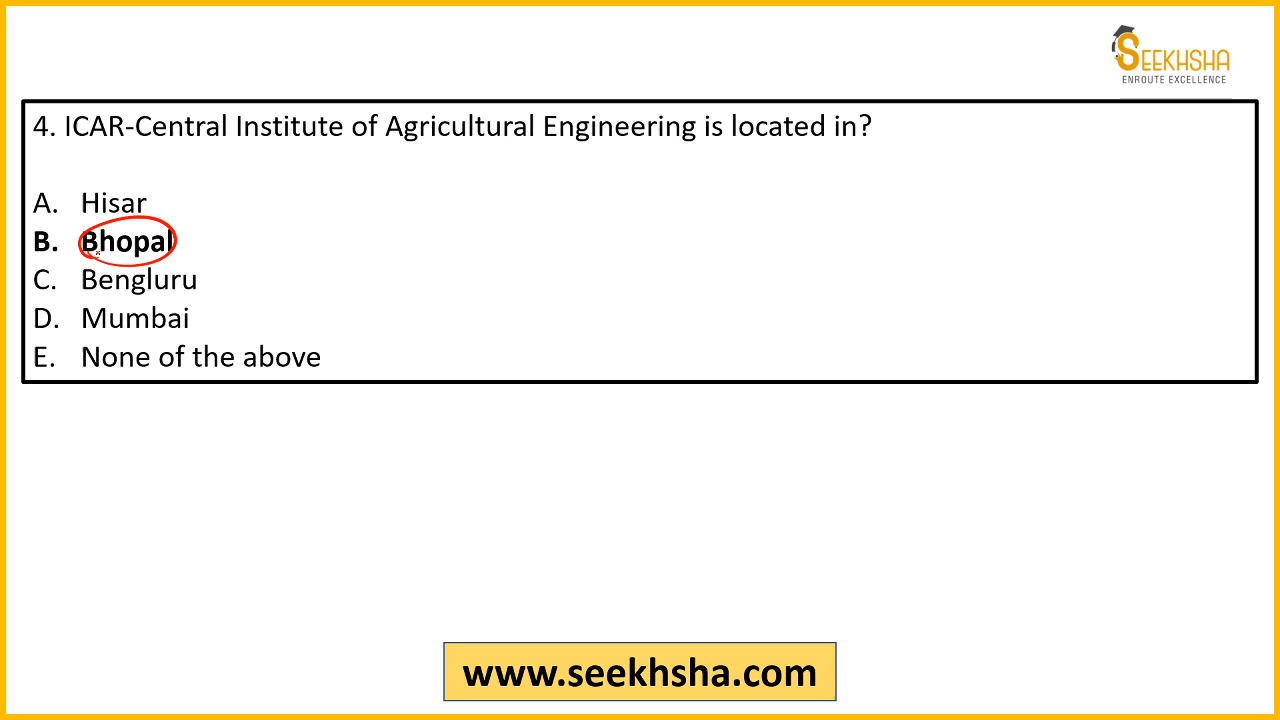 SEEKHSHA
ENROUTE EXCELLENCE
4. ICAR-Central Institute of Agricultural Engineering is located in?
A. Hisar
B. Bhopal
C. Bengluru
D. Mumbai
E. None of the above
www.seekhsha.com